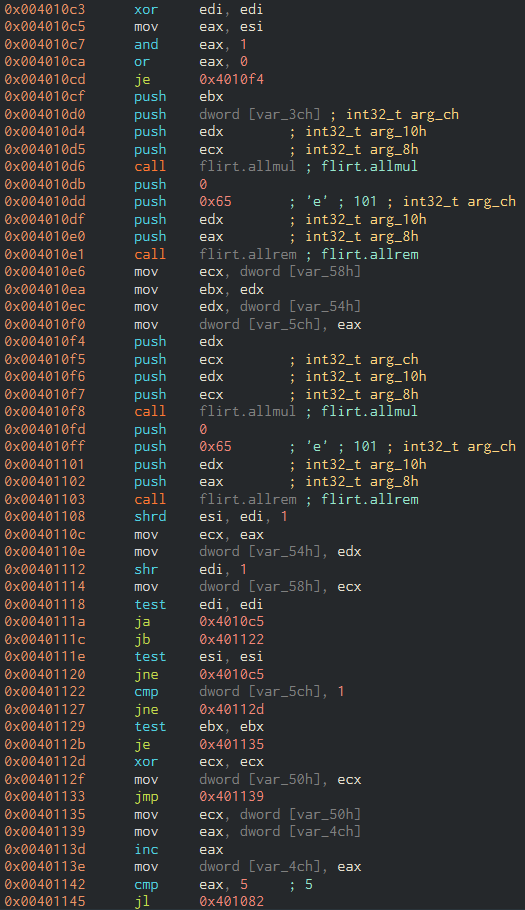 0x004010c3 xor edi, edi
0x004010c5 mov eax, esi
0x004010c7 and eax, 1
0x004010ca or eax, 0
0x004010cd je 0x4010f4
0x004010cf push ebx
0x004010d0 push dword [var_3ch] ; int32_t arg_ch
0x004010d4 push edx ; int32_t arg_10h
0x004010d5 push ecx ; int32_t arg_8h
0x004010d6 call flirt.allmul ; flirt.allmul
0x004010db push 0
0x004010dd push 0x65 ; 'e' ; 101 ; int32_t arg_ch
0x004010df push edx ; int32_t arg_10h
0x004010e0 push eax ; int32_t arg_8h
0x004010e1 call flirt.allrem ; flirt.allrem
0x004010e6 mov ecx, dword [var_58h]
0x004010ea mov ebx, edx
0x004010ec mov edx, dword [var_54h]
0x004010f0 mov dword [var_5ch], eax
0x004010f4 push edx
0x004010f5 push ecx ; int32_t arg_ch
0x004010f6 push edx ; int32_t arg_10h
0x004010f7 push ecx ; int32_t arg_8h
0x004010f8 call flirt.allmul ; flirt.allmul
0x004010fd push 0
0x004010ff push 0x65 ; 'e' ; 101 ; int32_t arg_ch
0x00401101 push edx ; int32_t arg_10h
0x00401102 push eax ; int32_t arg_8h
0x00401103 call flirt.allrem ; flirt.allrem
0x00401108 shrd esi, edi, 1
0x0040110c mov ecx, eax
0x0040110e mov dword [var_54h], edx
0x00401112 shr edi, 1
0x00401114 mov dword [var_58h], ecx
0x00401118 test edi, edi
0x0040111a ja 0x4010c5
0x0040111c jb 0x401122
0x0040111e test esi, esi
0x00401120 jne 0x4010c5
0x00401122 cmp dword [var_5ch], 1
0x00401127 jne 0x40112d
0x00401129 test ebx, ebx
0x0040112b je 0x401135
0x0040112d xor ecx, ecx
0x0040112f mov dword [var_50h], ecx
0x00401133 jmp 0x401139
0x00401135 mov ecx, dword [var_50h]
0x00401139 mov eax, dword [var_4ch]
0x0040113d inc eax
0x0040113e mov dword [var_4ch], eax
0x00401142 cmp eax, 5 ; 5
0x00401145 jl 0x401082